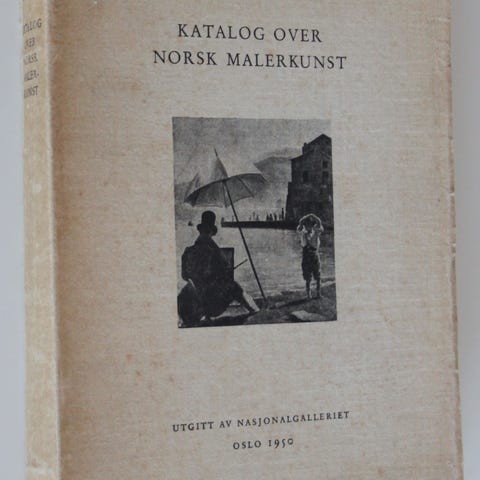 KATALOG OVER
NORSK MALERKUNST
UTGITT AV NASJONALGALLERIET
OSLO 1950
KATALOG
OVER
NORSK
MALER-
KUNST